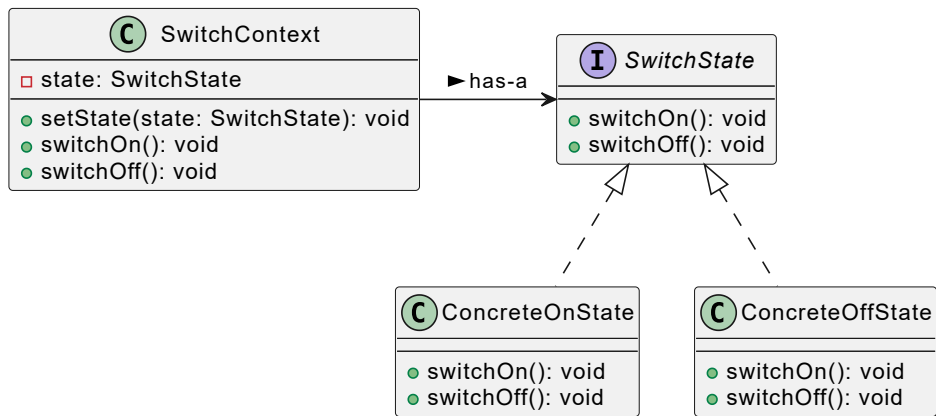 C SwitchContext
state: SwitchState
setState(state: SwitchState): void
switchOn(): void
switchOff(): void
has-a
I SwitchState
switchOn(): void
switchOff(): void
C ConcreteOnState
switchOn(): void
switchOff(): void
C ConcreteOffState
switchOn(): void
switchOff(): void